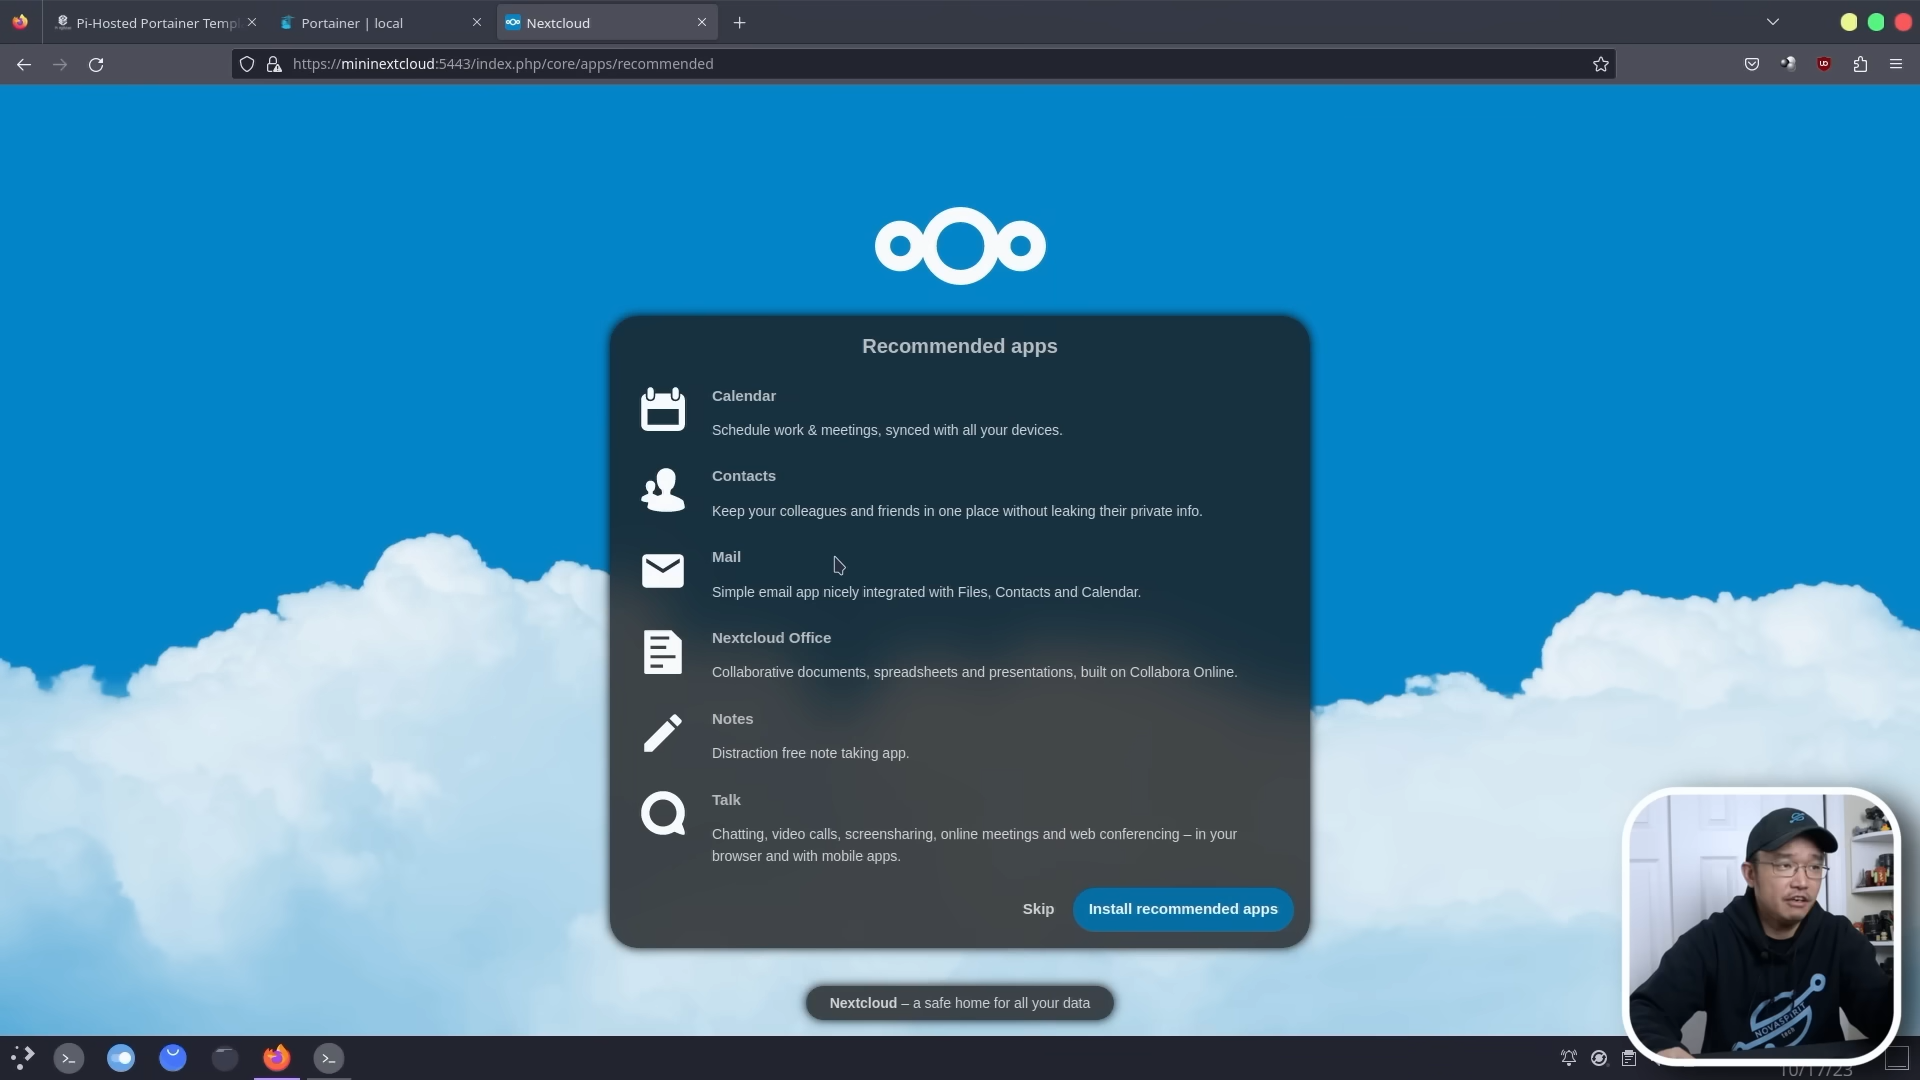 Pi-Hosted Portainer Temp
Portainer | local
Nextcloud
https://mininextcloud:5443/index.php/core/apps/recommended
Recommended apps
Calendar
Schedule work & meetings, synced with all your devices.
Contacts
Keep your colleagues and friends in one place without leaking their private info.
Mail
Simple email app nicely integrated with Files, Contacts and Calendar.
Nextcloud Office
Collaborative documents, spreadsheets and presentations, built on Collabora Online.
Notes
Distraction free note taking app.
Talk
Chatting, video calls, screensharing, online meetings and web conferencing – in your
browser and with mobile apps.
Skip
Install recommended apps
Nextcloud – a safe home for all your data
NOVASPIRIT
10/17/23